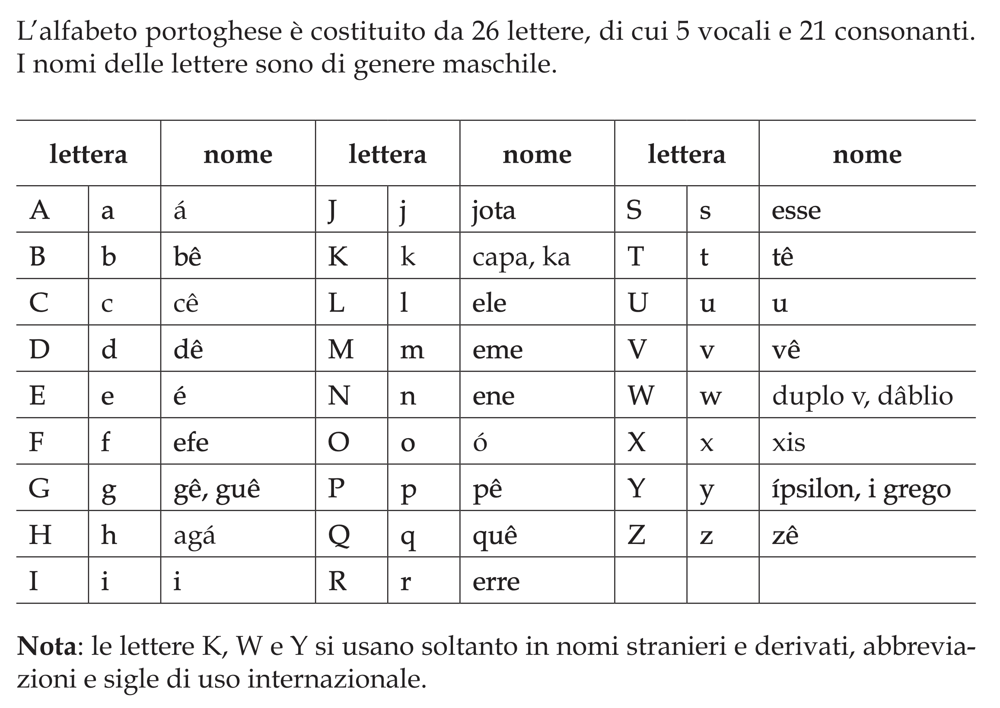 L’alfabeto portoghese è costituito da 26 lettere, di cui 5 vocali e 21 consonanti.
I nomi delle lettere sono di genere maschile.
lettera nome lettera nome lettera nome
A a á J j jota S s esse
B b bê K k capa, ka T t tê
C c cê L l ele U u u
D d dê M m eme V v vê
E e é N n ene W w duplo v, dâblio
F f efe O o ó X x xis
G g gê, guê P p pê Y y ípsilon, i grego
H h agá Q q quê Z z zê
I i i R r erre
Nota: le lettere K, W e Y si usano soltanto in nomi stranieri e derivati, abbrevia-
zioni e sigle di uso internazionale.